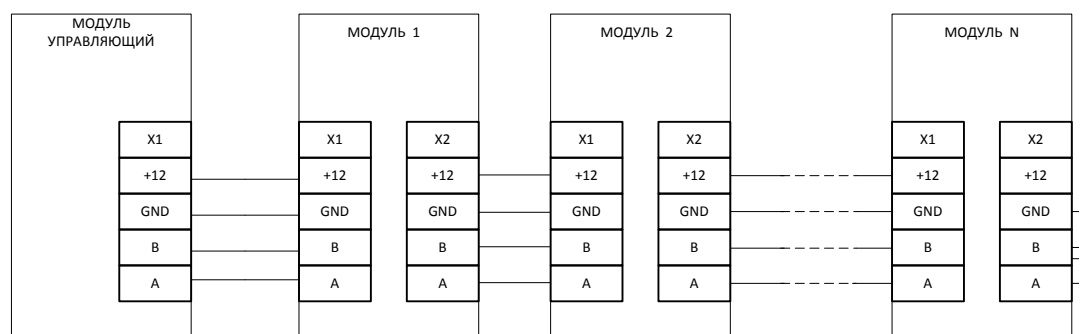 МОДУЛЬ
УПРАВЛЯЮЩИЙ
X1
+12
GND
B
A
МОДУЛЬ 1
X1
+12
GND
B
A
X2
+12
GND
B
A
МОДУЛЬ 2
X1
+12
GND
B
A
X2
+12
GND
B
A
МОДУЛЬ N
X1
+12
GND
B
A
X2
+12
GND
B
A